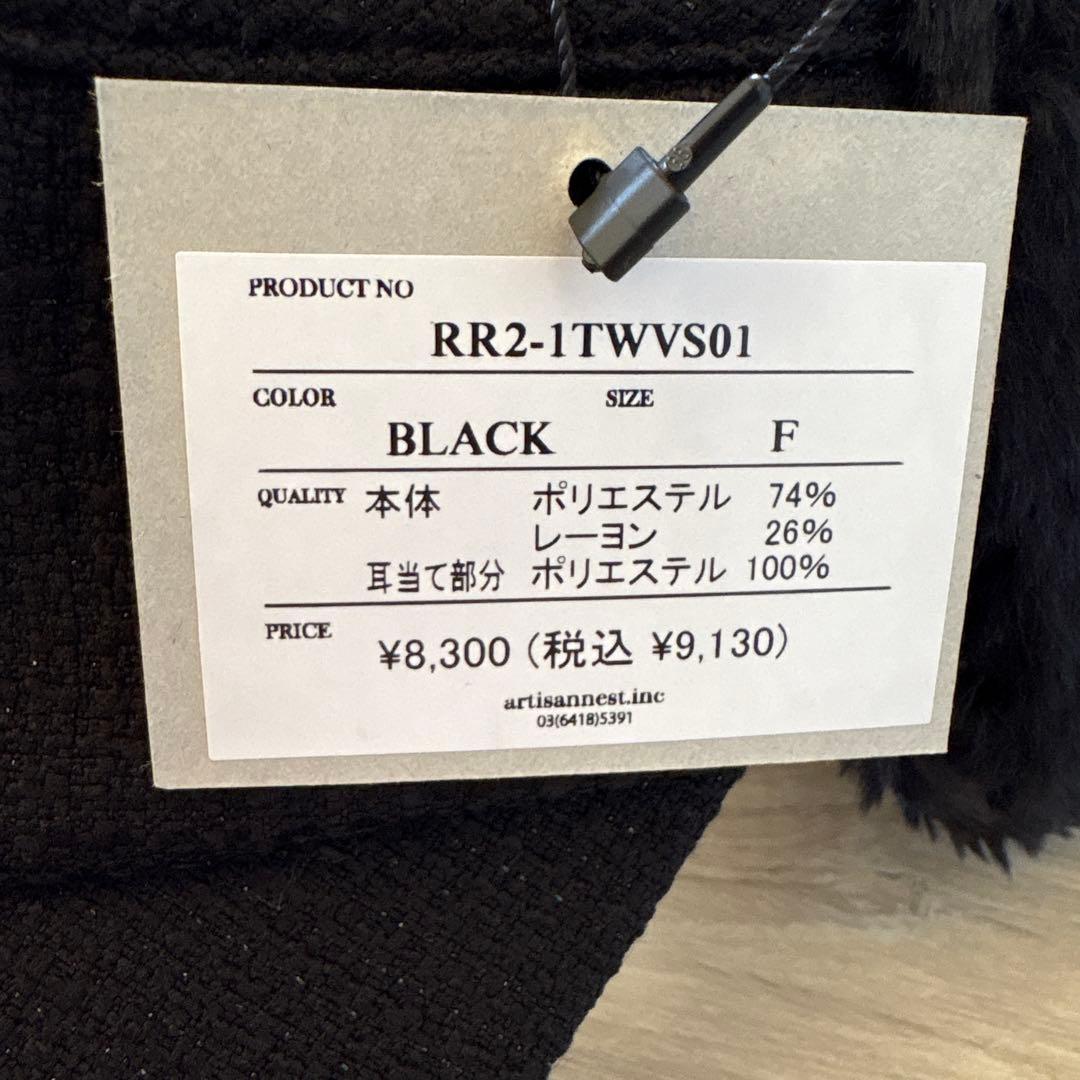 PRODUCT NO
RR2-1TWVS01
COLOR SIZE
BLACK F
QUALITY 本体 ポリエステル 74%
レーヨン 26%
耳当て部分 ポリエステル 100%
PRICE
¥8,300 (税込 ¥9,130)
artisannest.inc
03(6418)5391